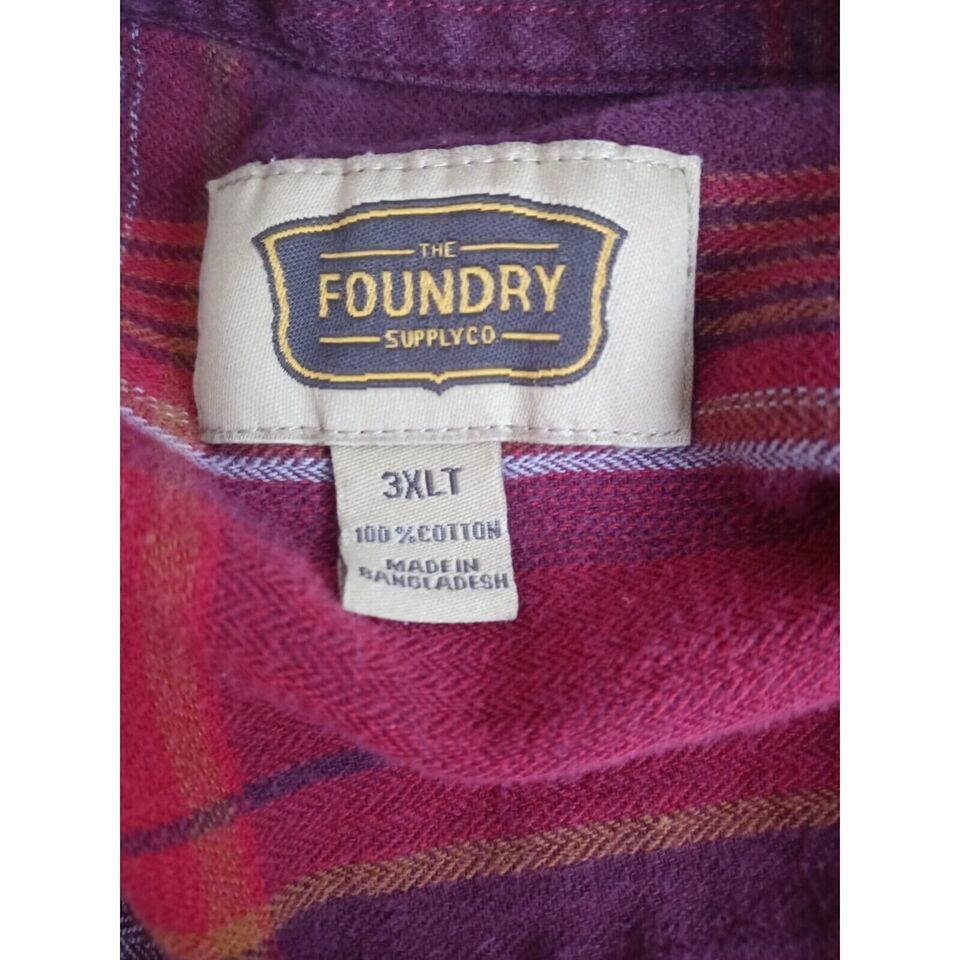 THE
FOUNDRY
SUPPLY CO.
3XLT
100% COTTON
MADE IN
BANGLADESH